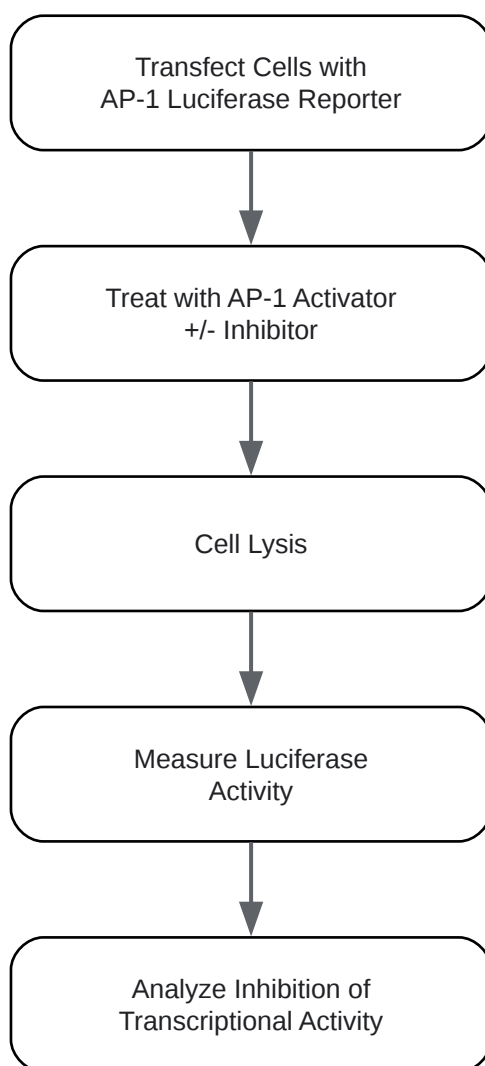 Transfect Cells with
AP-1 Luciferase Reporter
Treat with AP-1 Activator
+/- Inhibitor
Cell Lysis
Measure Luciferase
Activity
Analyze Inhibition of
Transcriptional Activity